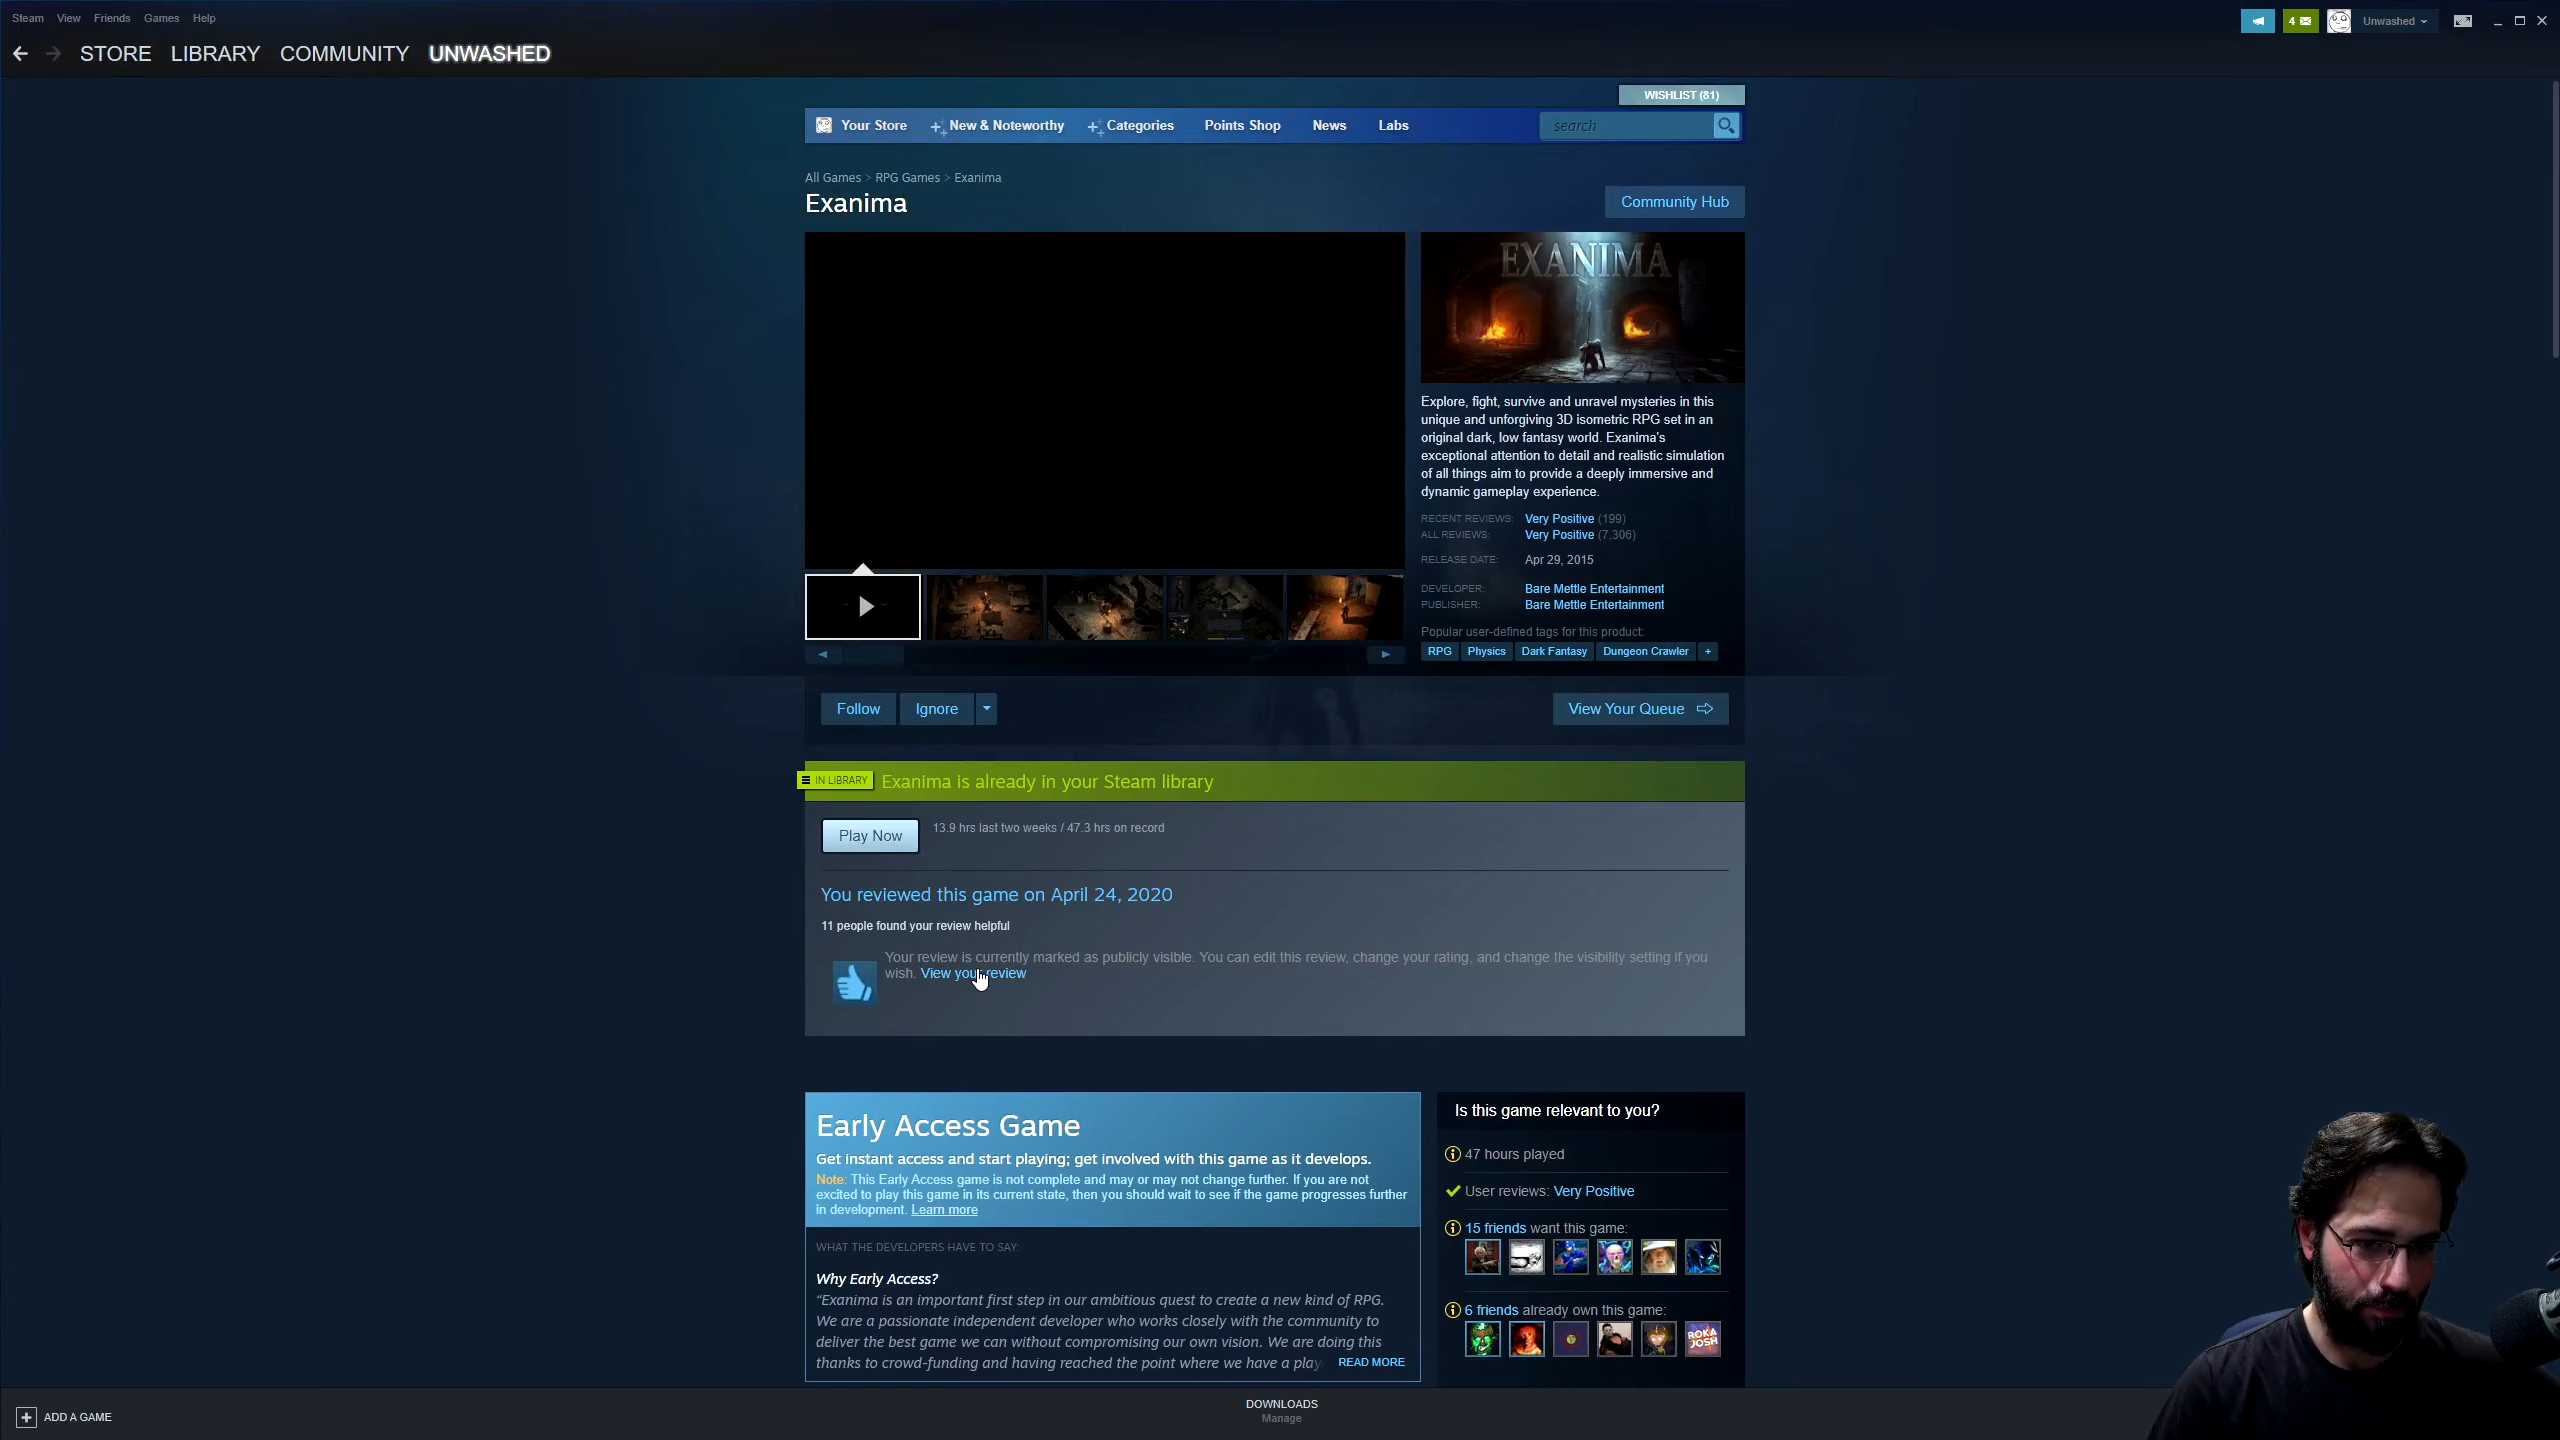 Steam View Friends Games Help
4 Unwashed
STORE LIBRARY COMMUNITY UNWASHED
WISHLIST (81)
Your Store New & Noteworthy Categories Points Shop News Labs search
All Games > RPG Games > Exanima
Exanima
Community Hub
EXANIMA
Explore, fight, survive and unravel mysteries in this
unique and unforgiving 3D isometric RPG set in an
original dark, low fantasy world. Exanima's
exceptional attention to detail and realistic simulation
of all things aim to provide a deeply immersive and
dynamic gameplay experience.
RECENT REVIEWS: Very Positive (199)
ALL REVIEWS: Very Positive (7,306)
RELEASE DATE: Apr 29, 2015
DEVELOPER: Bare Mettle Entertainment
PUBLISHER: Bare Mettle Entertainment
Popular user-defined tags for this product:
RPG Physics Dark Fantasy Dungeon Crawler +
Follow Ignore
View Your Queue
IN LIBRARY Exanima is already in your Steam library
Play Now 13.9 hrs last two weeks / 47.3 hrs on record
You reviewed this game on April 24, 2020
11 people found your review helpful
Your review is currently marked as publicly visible. You can edit this review, change your rating, and change the visibility setting if you
wish. View your review
Early Access Game
Get instant access and start playing; get involved with this game as it develops.
Note: This Early Access game is not complete and may or may not change further. If you are not
excited to play this game in its current state, then you should wait to see if the game progresses further
in development. Learn more
WHAT THE DEVELOPERS HAVE TO SAY:
Why Early Access?
“Exanima is an important first step in our ambitious quest to create a new kind of RPG.
We are a passionate independent developer who works closely with the community to
deliver the best game we can without compromising our own vision. We are doing this
thanks to crowd-funding and having reached the point where we have a play READ MORE
Is this game relevant to you?
47 hours played
User reviews: Very Positive
15 friends want this game:
6 friends already own this game:
ROKA
JOSH
ADD A GAME
DOWNLOADS
Manage